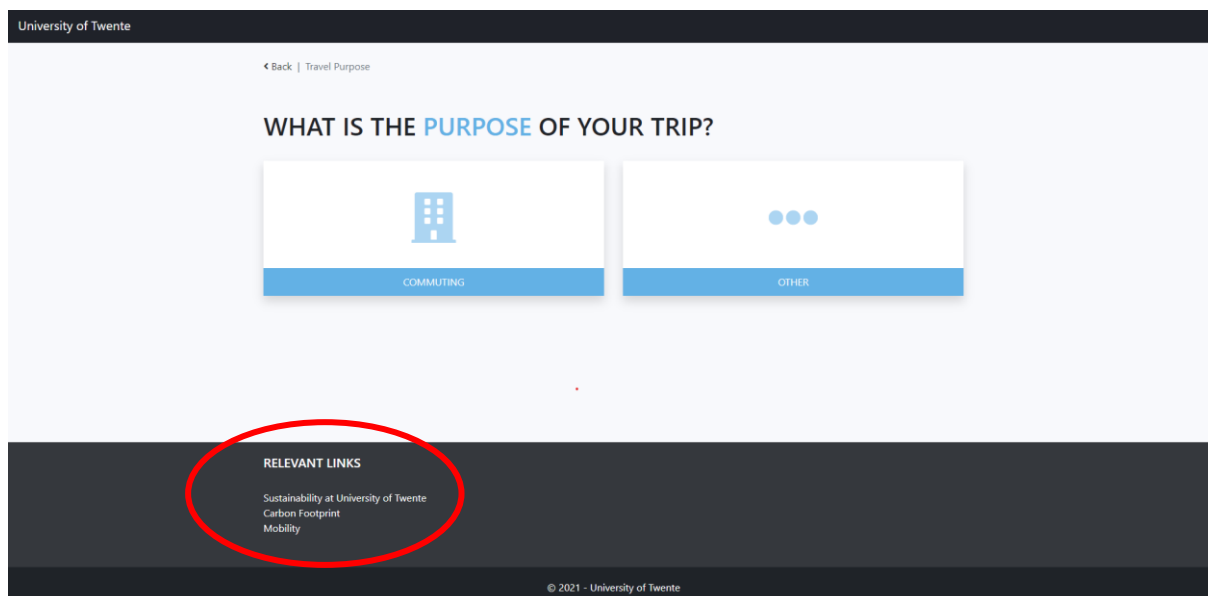 University of Twente
Back | Travel Purpose
WHAT IS THE PURPOSE OF YOUR TRIP?
COMMUTING
OTHER
RELEVANT LINKS
Sustainability at University of Twente
Carbon Footprint
Mobility
© 2021 - University of Twente